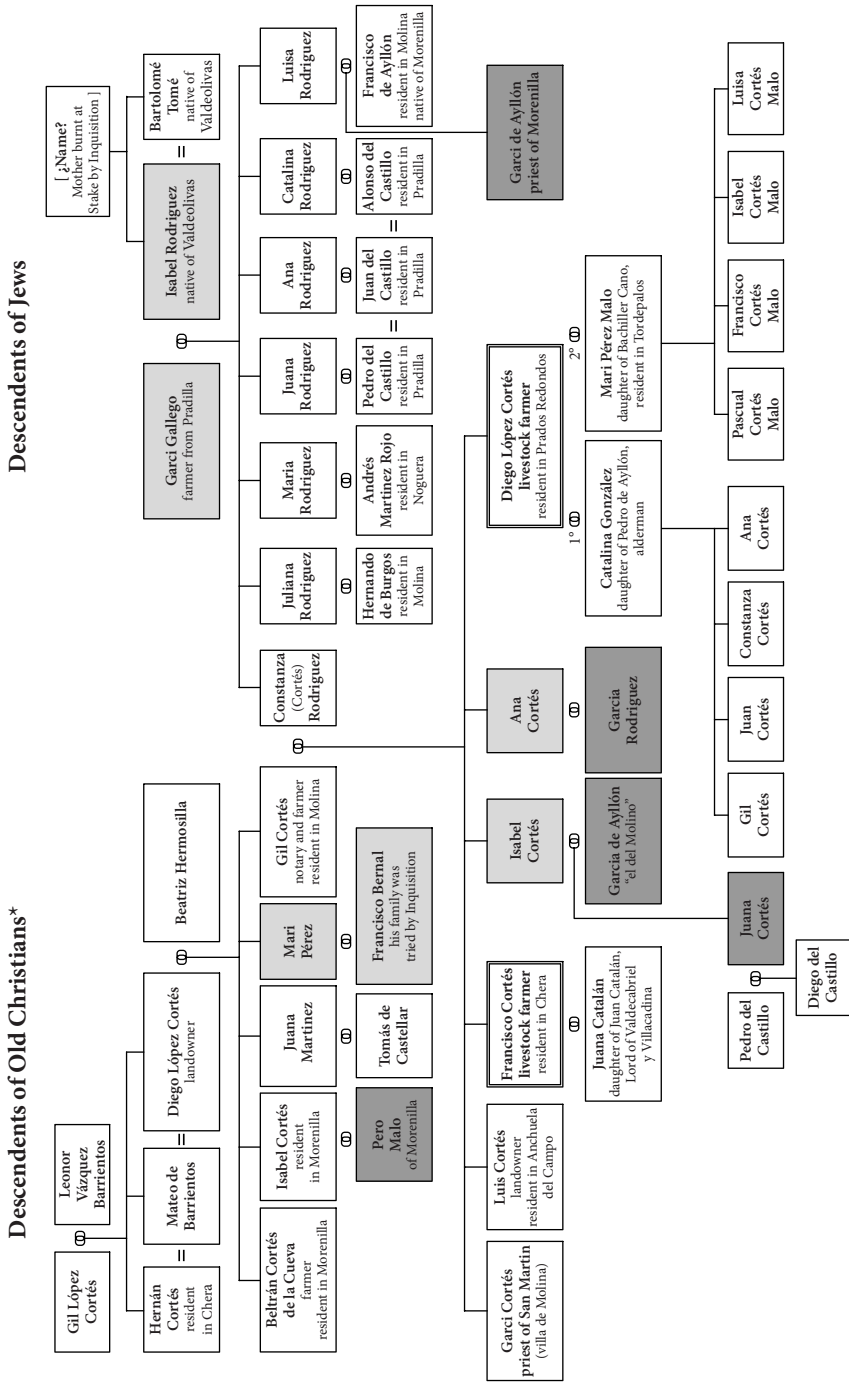 Descendents of Old Christians*
Descendents of Jews
Gil López
Cortés
Leonor
Vázquez
Barrientos
[ ¿Name?
Mother burnt at
Stake by Inquisition ]
Hernán
Cortés
resident
in Chera
=
Mateo de
Barrientos
=
Diego López Cortés
landowner
Beatriz Hermosilla
Garci Gallego
farmer from Pradilla
Isabel Rodriguez
native of Valdeolivas
=
Bartolomé
Tomé
native of
Valdeolivas
Beltrán Cortés
de la Cueva
farmer
resident in Morenilla
Isabel Cortés
resident
in Morenilla
Juana
Martinez
Mari
Pérez
Gil Cortés
notary and farmer
resident in Molina
Constanza
(Cortés)
Rodriguez
Juliana
Rodriguez
Maria
Rodriguez
Juana
Rodriguez
Ana
Rodriguez
Catalina
Rodriguez
Luisa
Rodriguez
Pero
Malo
of Morenilla
Tomás de
Castellar
Francisco Bernal
his family was
tried by Inquisition
Hernando
de Burgos
resident in
Molina
Andrés
Martinez Rojo
resident in
Noguera
Pedro del
Castillo
resident in
Pradilla
=
Juan del
Castillo
resident in
Pradilla
=
Alonso del
Castillo
resident in
Pradilla
Francisco
de Ayllón
resident in Molina
native of Morenilla
Garci Cortés
priest of San Martin
(villa de Molina)
Luis Cortés
landowner
resident in Anchuela
del Campo
Francisco Cortés
livestock farmer
resident in Chera
Isabel
Cortés
Ana
Cortés
Diego López Cortés
livestock farmer
resident in Prados Redondos
Garci de Ayllón
priest of Morenilla
Juana Catalán
daughter of Juan Catalán,
Lord of Valdecabriel
y Villacadina
Garcia de Ayllón
“el del Molino”
Garcia
Rodriguez
1°
2°
Catalina González
daughter of Pedro de Ayllón,
alderman
Mari Pérez Malo
daughter of Bachiller Cano,
resident in Tordepalos
Pedro del
Castillo
Juana
Cortés
Gil
Cortés
Juan
Cortés
Constanza
Cortés
Ana
Cortés
Pascual
Cortés
Malo
Francisco
Cortés
Malo
Isabel
Cortés
Malo
Luisa
Cortés
Malo
Diego del
Castillo